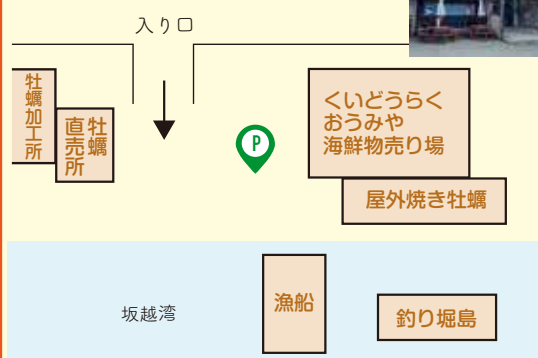 入り口
牡蠣加工所
牡蠣
直売所
P
くいどうらく
おうみや
海鮮物売り場
屋外焼き牡蠣
漁船
坂越湾
釣り堀島